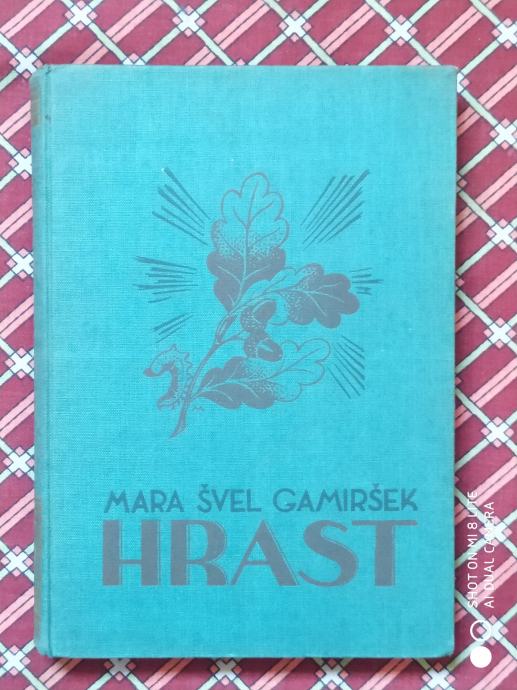 MARA ŠVEL GAMIRŠEK
HRAST
SHOT ON MI 8 LITE
AI DUAL CAMERA